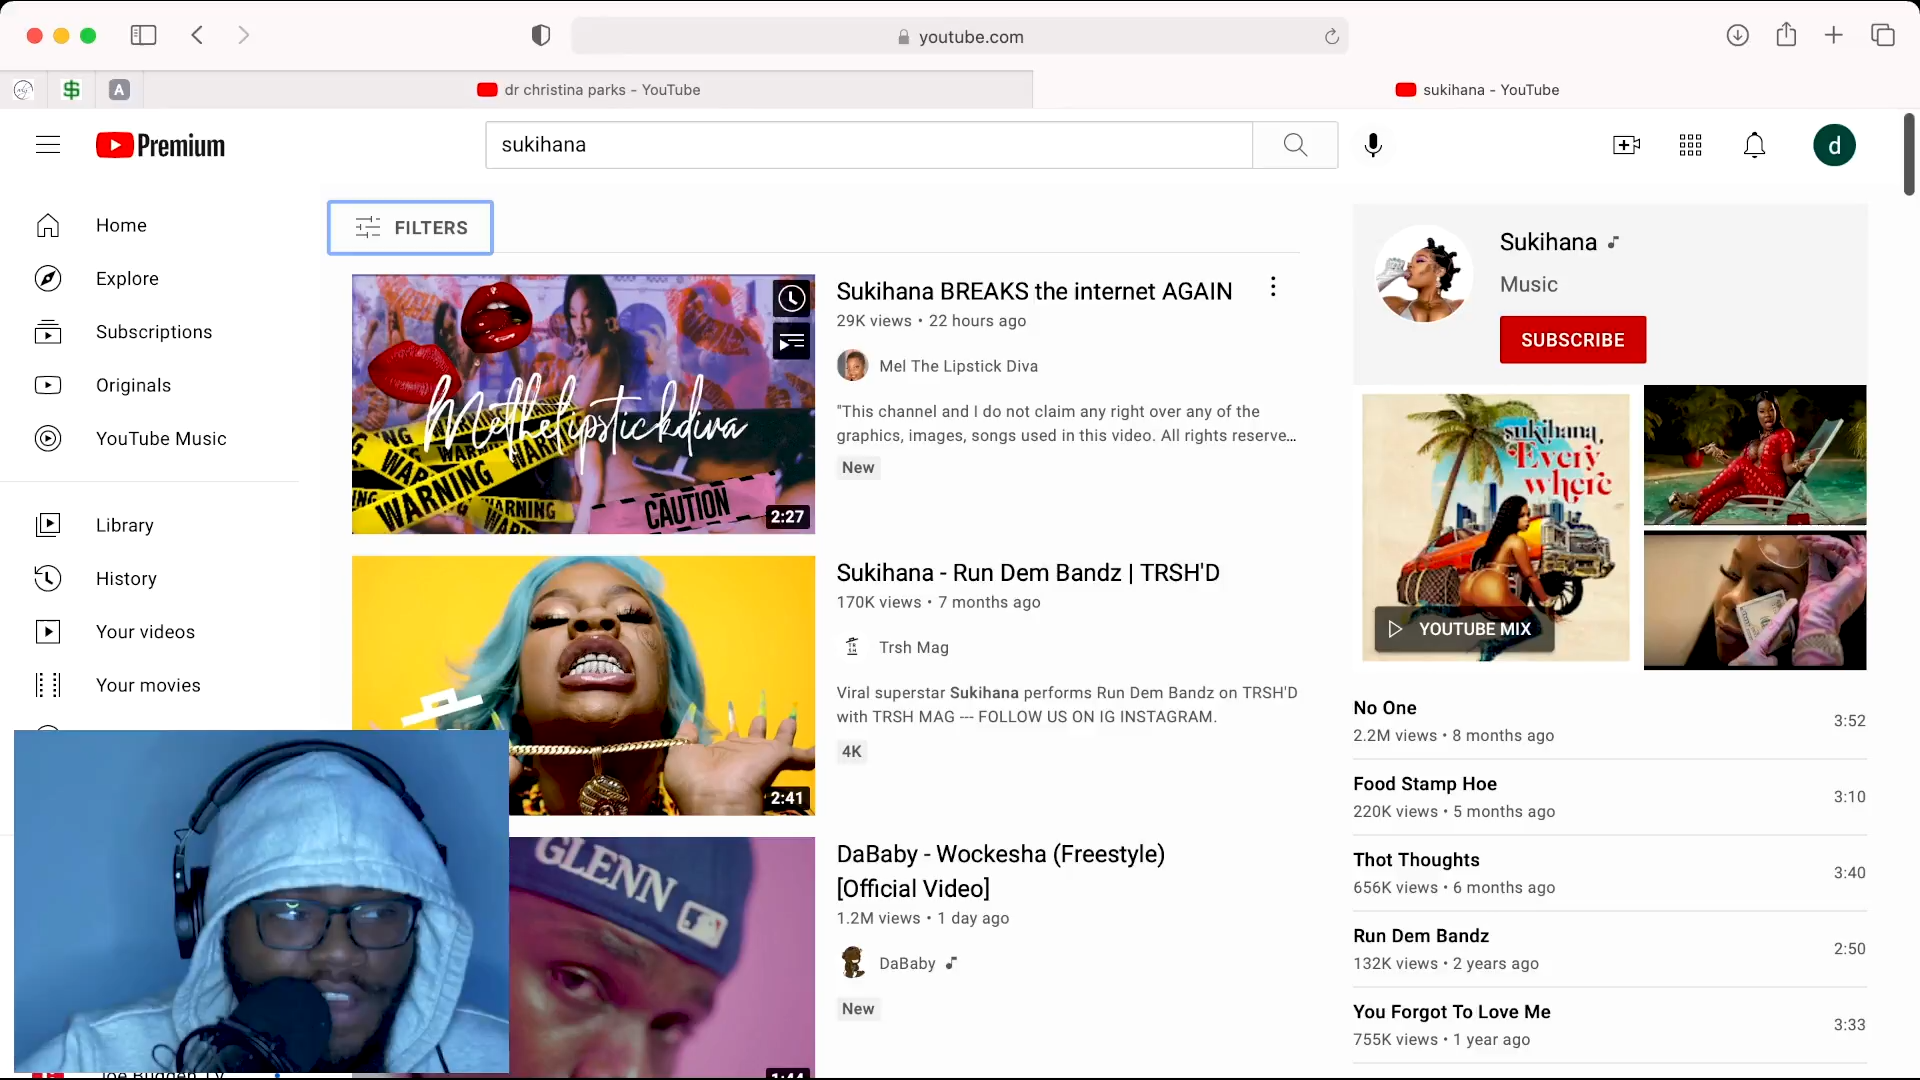 youtube.com
A
dr christina parks - YouTube
sukihana - YouTube
Premium
sukihana
d
Home
Explore
Subscriptions
Originals
YouTube Music
Library
History
Your videos
Your movies
FILTERS
Methelipstickdiva
WARNING
WARNING
WARNING
CAUTION
2:27
Sukihana BREAKS the internet AGAIN
29K views • 22 hours ago
Mel The Lipstick Diva
"This channel and I do not claim any right over any of the
graphics, images, songs used in this video. All rights reserve...
New
2:41
Sukihana - Run Dem Bandz | TRSH'D
170K views • 7 months ago
Trsh Mag
Viral superstar Sukihana performs Run Dem Bandz on TRSH'D
with TRSH MAG --- FOLLOW US ON IG INSTAGRAM.
4K
GLENN
DaBaby - Wockesha (Freestyle)
[Official Video]
1.2M views • 1 day ago
DaBaby
New
Sukihana
Music
SUBSCRIBE
sukihana
Every
where
YOUTUBE MIX
No One
2.2M views • 8 months ago
3:52
Food Stamp Hoe
220K views • 5 months ago
3:10
Thot Thoughts
656K views • 6 months ago
3:40
Run Dem Bandz
132K views • 2 years ago
2:50
You Forgot To Love Me
755K views • 1 year ago
3:33
Joe Budden TV